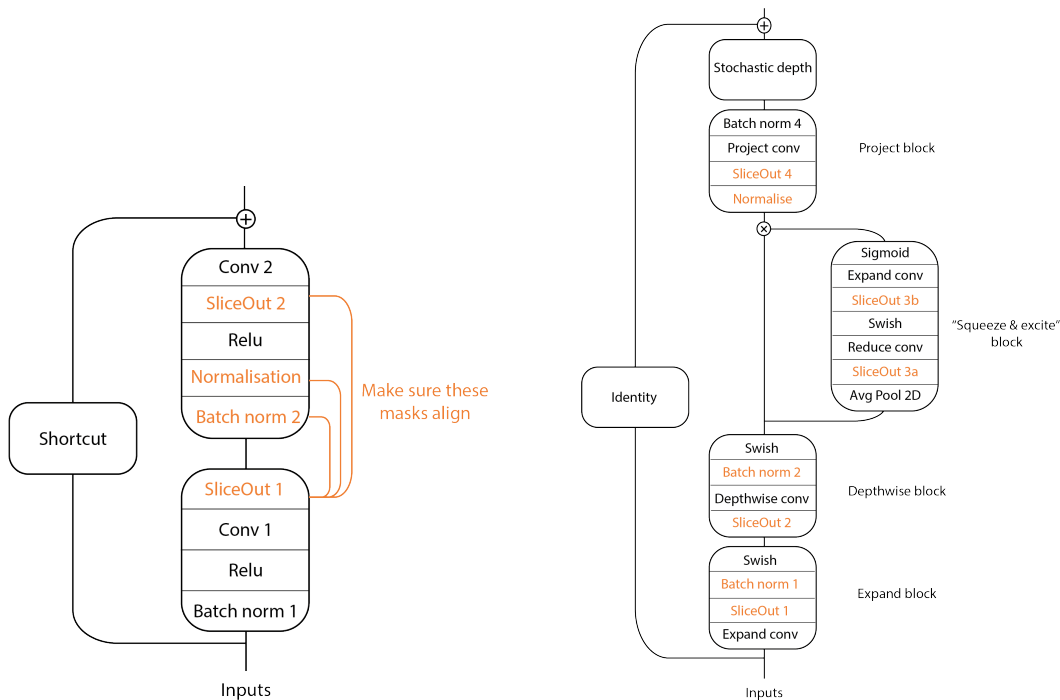 Conv 2
SliceOut 2
Relu
Normalisation
Batch norm 2
Make sure these
masks align
Shortcut
SliceOut 1
Conv 1
Relu
Batch norm 1
Inputs
Stochastic depth
Batch norm 4
Project conv
SliceOut 4
Normalise
Project block
Sigmoid
Expand conv
SliceOut 3b
Swish
Reduce conv
SliceOut 3a
Avg Pool 2D
"Squeeze & excite"
block
Identity
Swish
Batch norm 2
Depthwise conv
SliceOut 2
Depthwise block
Swish
Batch norm 1
SliceOut 1
Expand conv
Expand block
Inputs